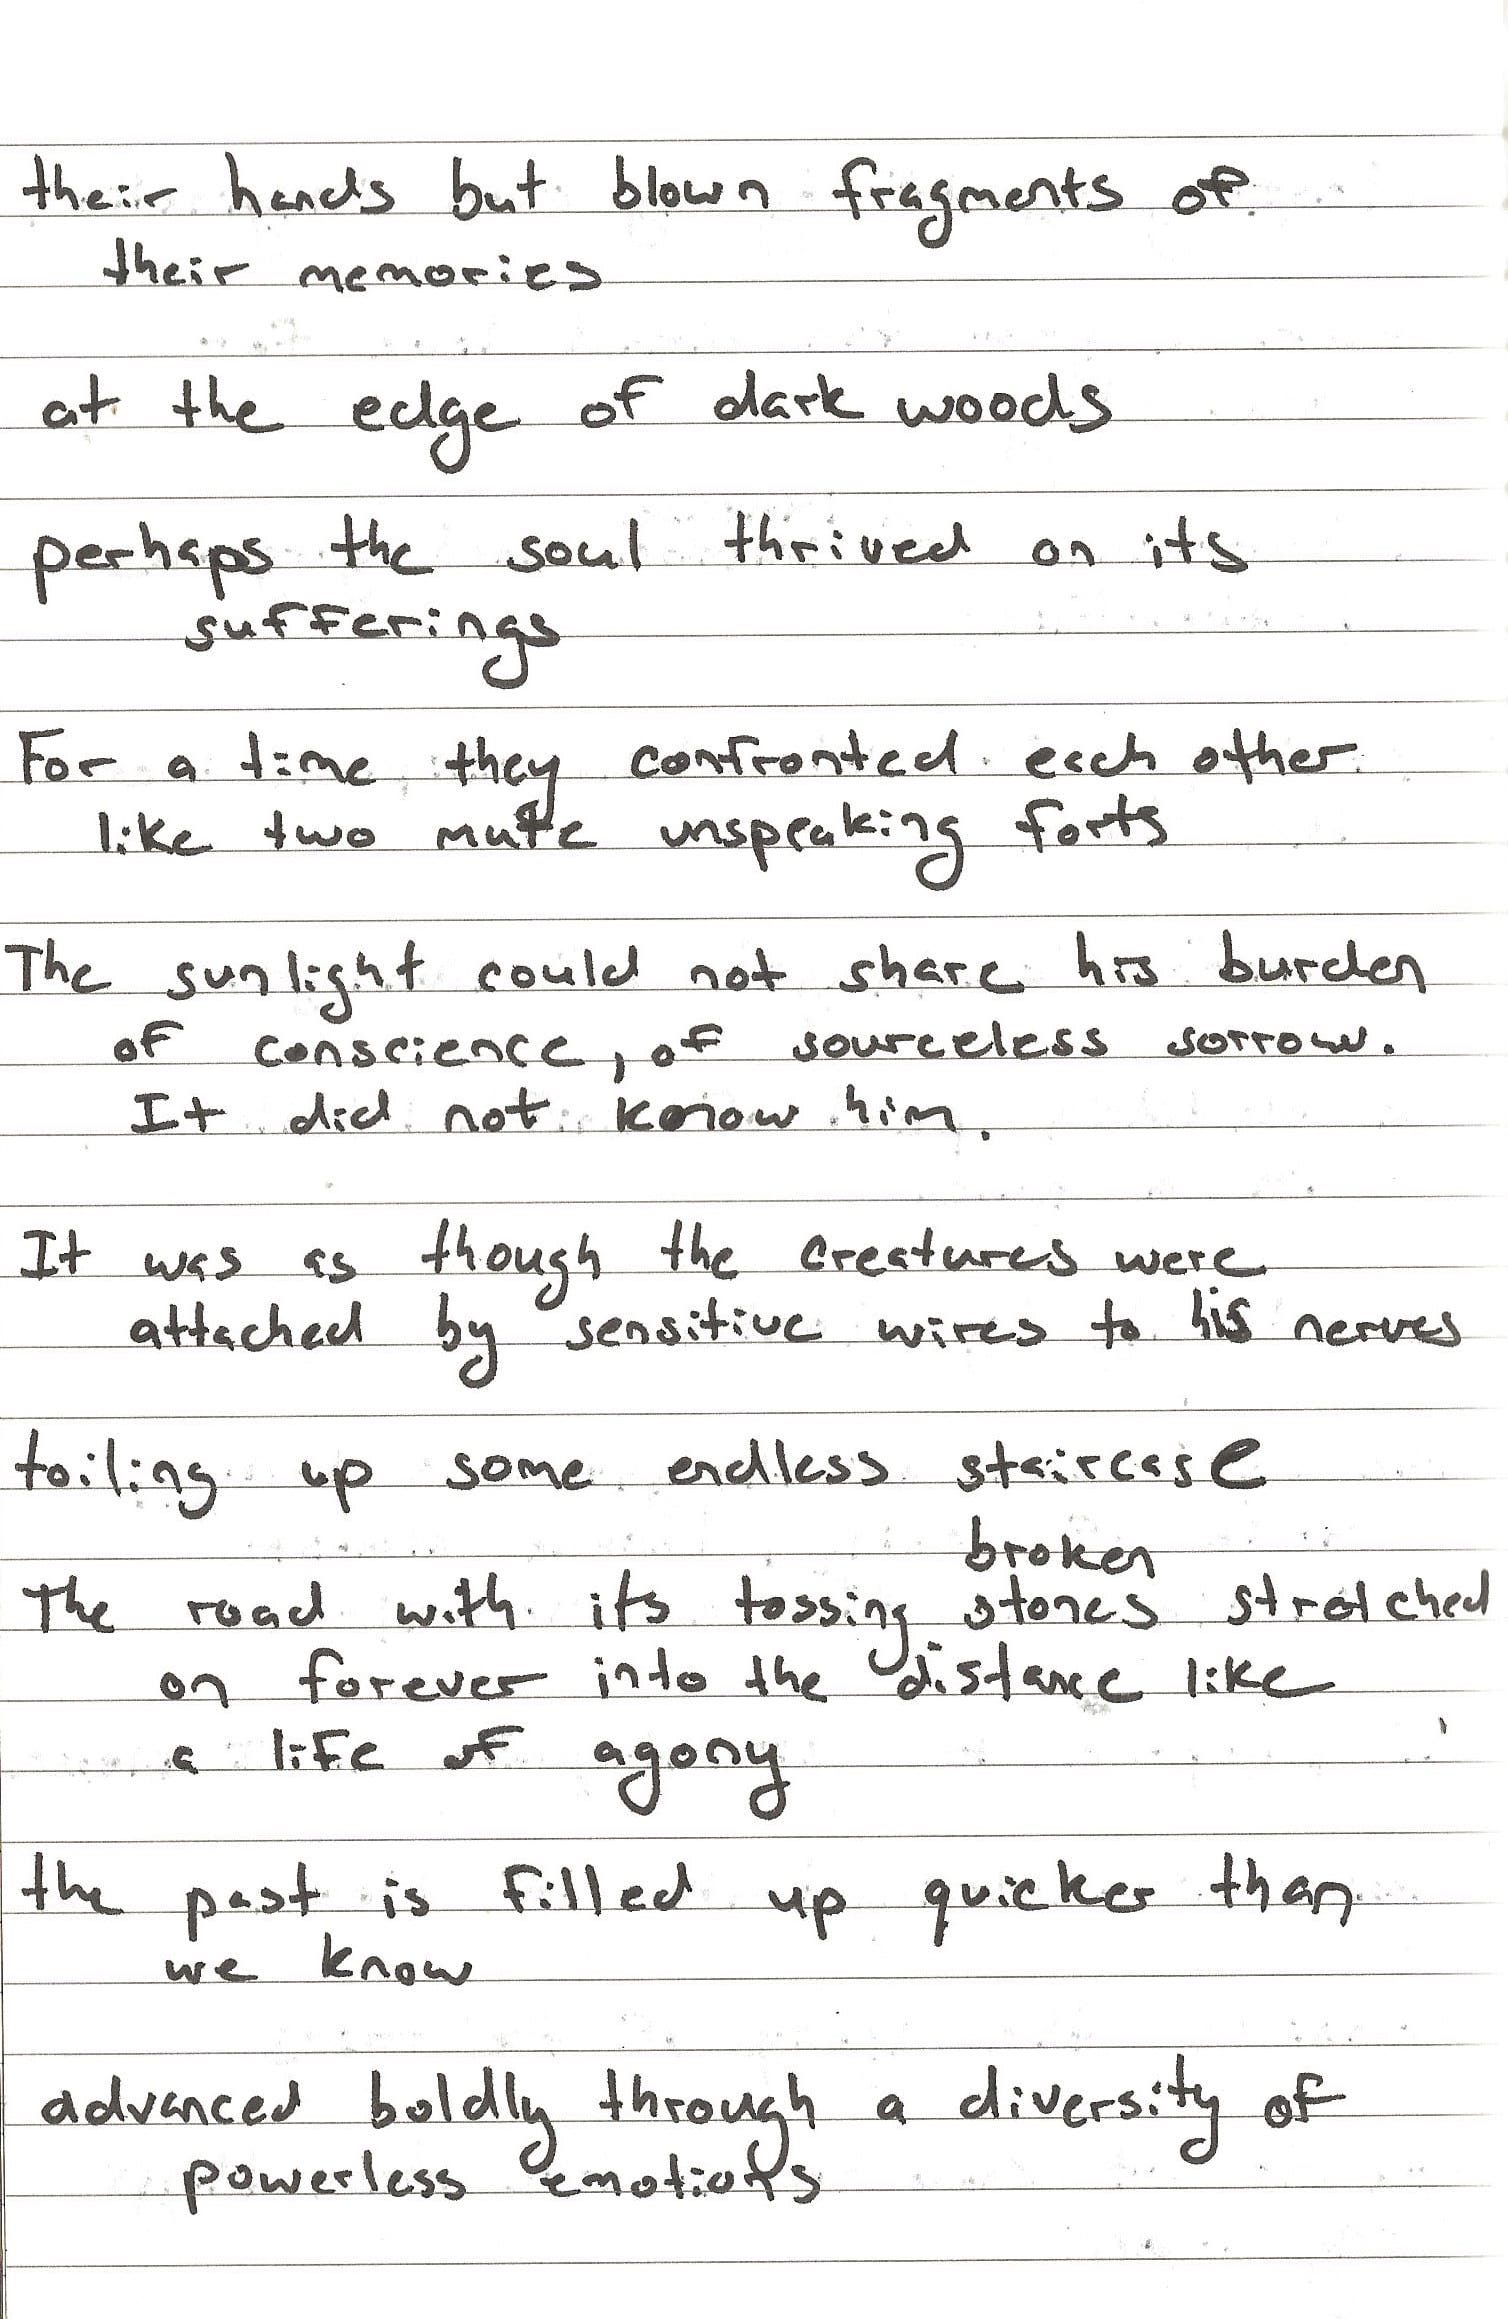 their hands but blown fragments of
their memories
at the edge of dark woods
perhaps the soul thrived on its
sufferings
For a time they confronted each other
like two mute unspeaking forts
The sunlight could not share his burden
of conscience, of sourceless sorrow.
It did not know him.
It was as though the creatures were
attached by sensitive wires to his nerves
toiling up some endless staircase
broken
The road with its tossing stones stretched
on forever into the distance like
a life of agony
the past is filled up quicker than
we know
advanced boldly through a diversity of
powerless emotions